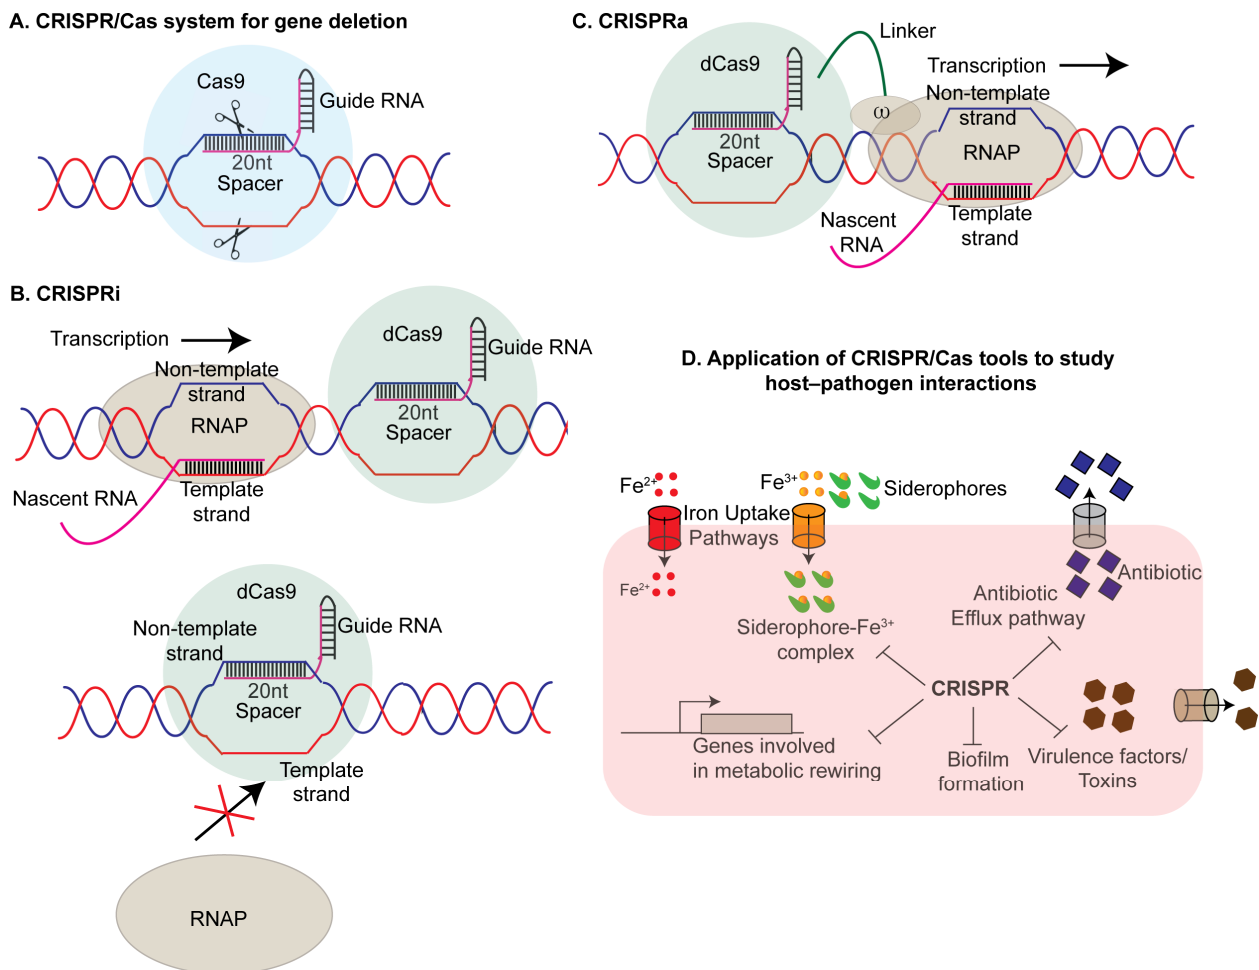 A. CRISPR/Cas system for gene deletion
Cas9
Guide RNA
20nt
Spacer
B. CRISPRi
Transcription
Non-template
strand
RNAP
Template
strand
Nascent RNA
dCas9
Guide RNA
20nt
Spacer
dCas9
Non-template
strand
Guide RNA
20nt
Spacer
Template
strand
RNAP
C. CRISPRa
dCas9
Linker
20nt
Spacer
ω
Transcription
Non-template
strand
RNAP
Template
strand
Nascent
RNA
D. Application of CRISPR/Cas tools to study
host–pathogen interactions
Fe²⁺
Fe³⁺
Siderophores
Iron Uptake
Pathways
Fe²⁺
Siderophore-Fe³⁺
complex
Antibiotic
Antibiotic
Efflux pathway
CRISPR
Genes involved
in metabolic rewiring
Biofilm
formation
Virulence factors/
Toxins